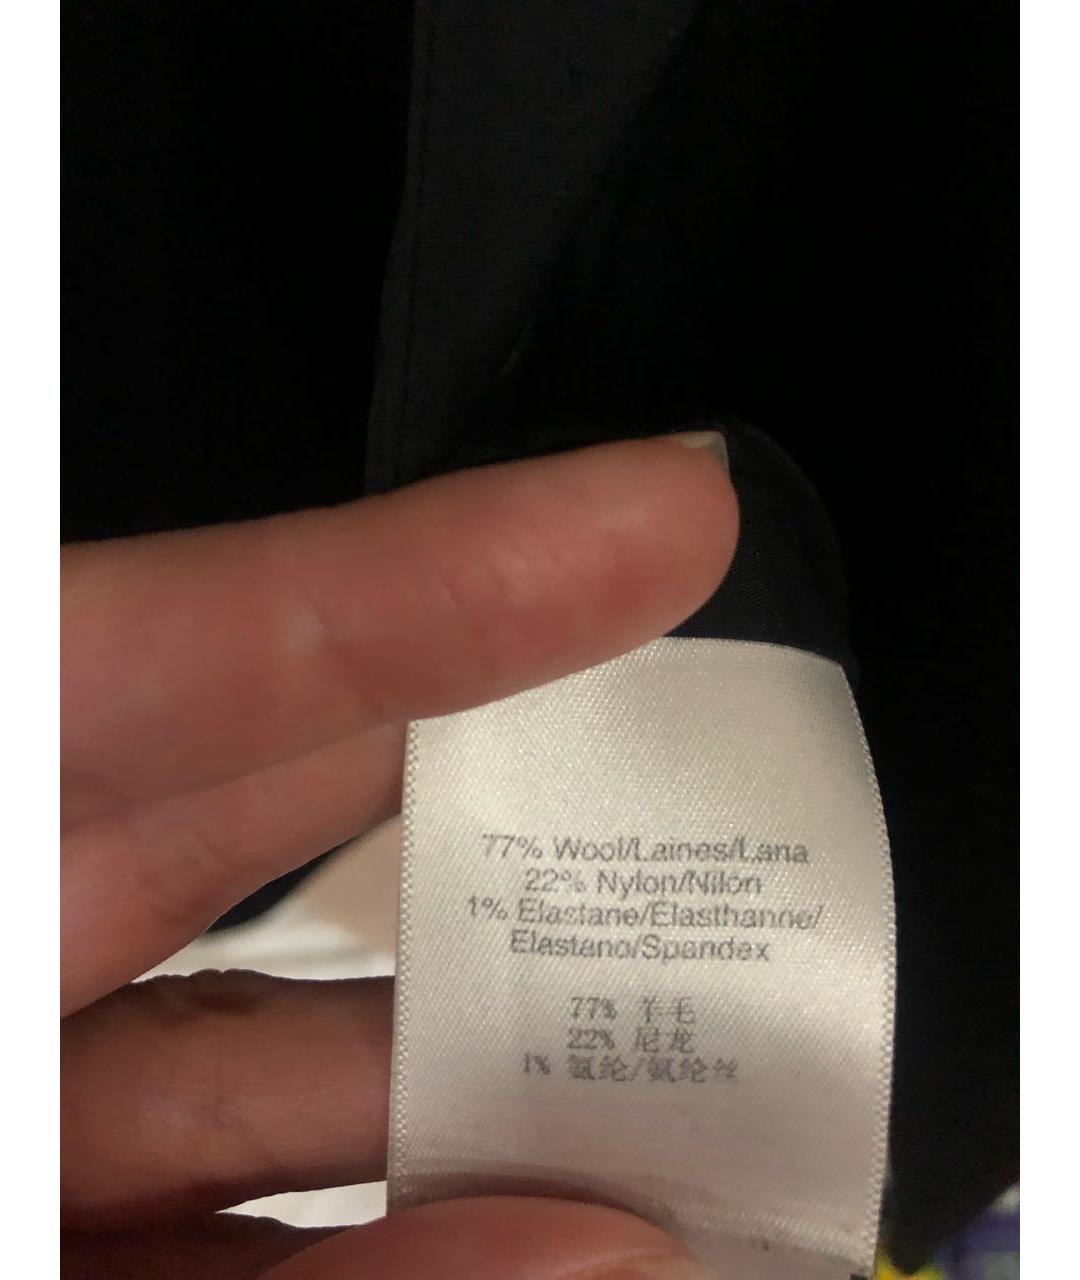 77% Wool/Laines/Lana
22% Nylon/Nilon
1% Elastane/Elasthanne/
Elastano/Spandex
77% 羊毛
22% 尼龙
1% 氨纶/氨纶丝